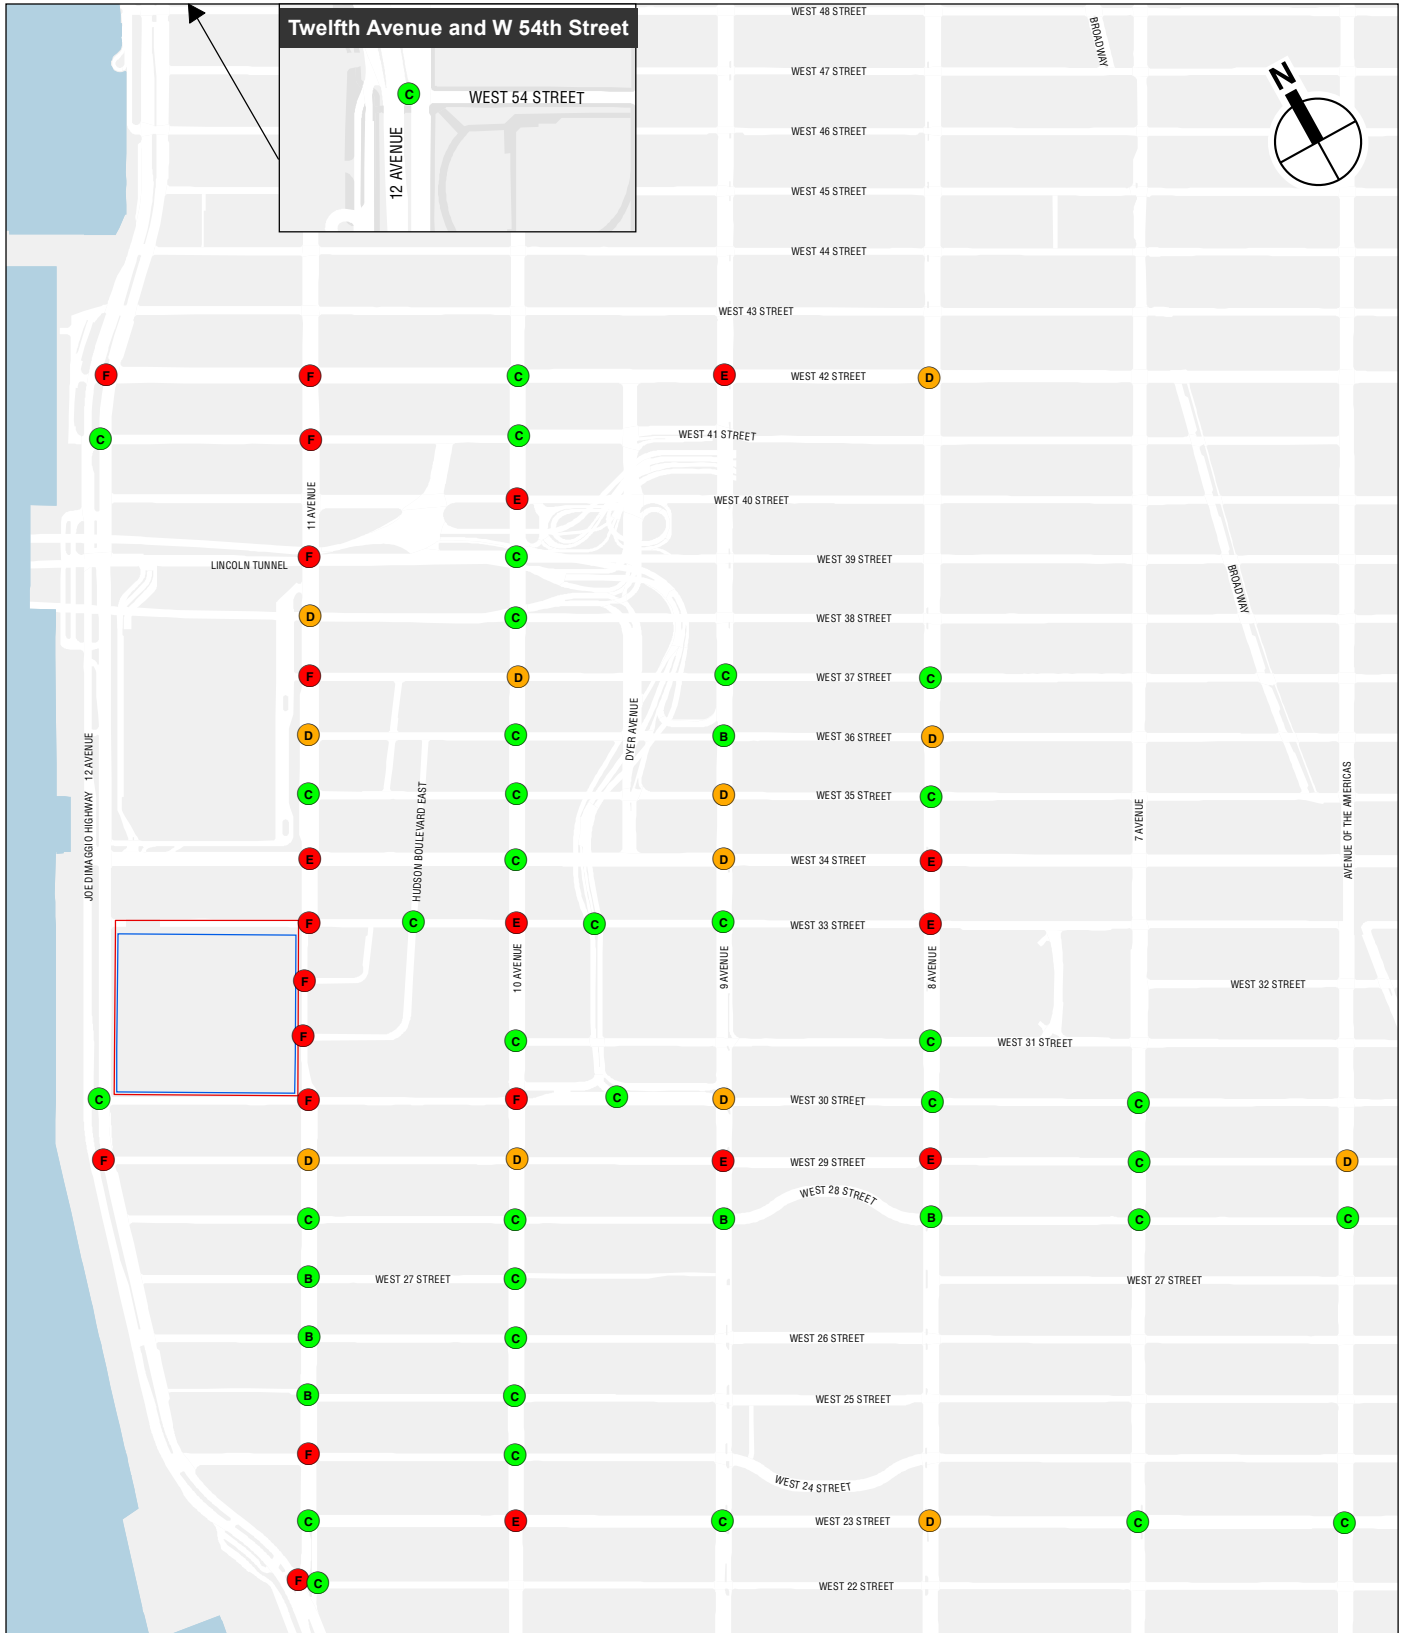 WEST 48 STREET
BROADWAY
Twelfth Avenue and W 54th Street
C
WEST 54 STREET
12 AVENUE
N
WEST 47 STREET
WEST 46 STREET
WEST 45 STREET
WEST 44 STREET
WEST 43 STREET
F F C E WEST 42 STREET D
C F C WEST 41 STREET
11 AVENUE
E WEST 40 STREET
LINCOLN TUNNEL F C WEST 39 STREET
BROADWAY
D C WEST 38 STREET
F D C WEST 37 STREET C
DYER AVENUE
D C B WEST 36 STREET D
JOE DIMAGGIO HIGHWAY 12 AVENUE
HUDSON BOULEVARD EAST
C C D WEST 35 STREET C
7 AVENUE
AVENUE OF THE AMERICAS
E C D WEST 34 STREET E
F C E C C WEST 33 STREET E
10 AVENUE
9 AVENUE
8 AVENUE
F WEST 32 STREET
F C C WEST 31 STREET
C F F C D WEST 30 STREET C C
F D D E WEST 29 STREET E C D
C C B WEST 28 STREET B C C
B WEST 27 STREET C WEST 27 STREET
B C WEST 26 STREET
B C WEST 25 STREET
F C WEST 24 STREET
C E C WEST 23 STREET D C C
F C WEST 22 STREET